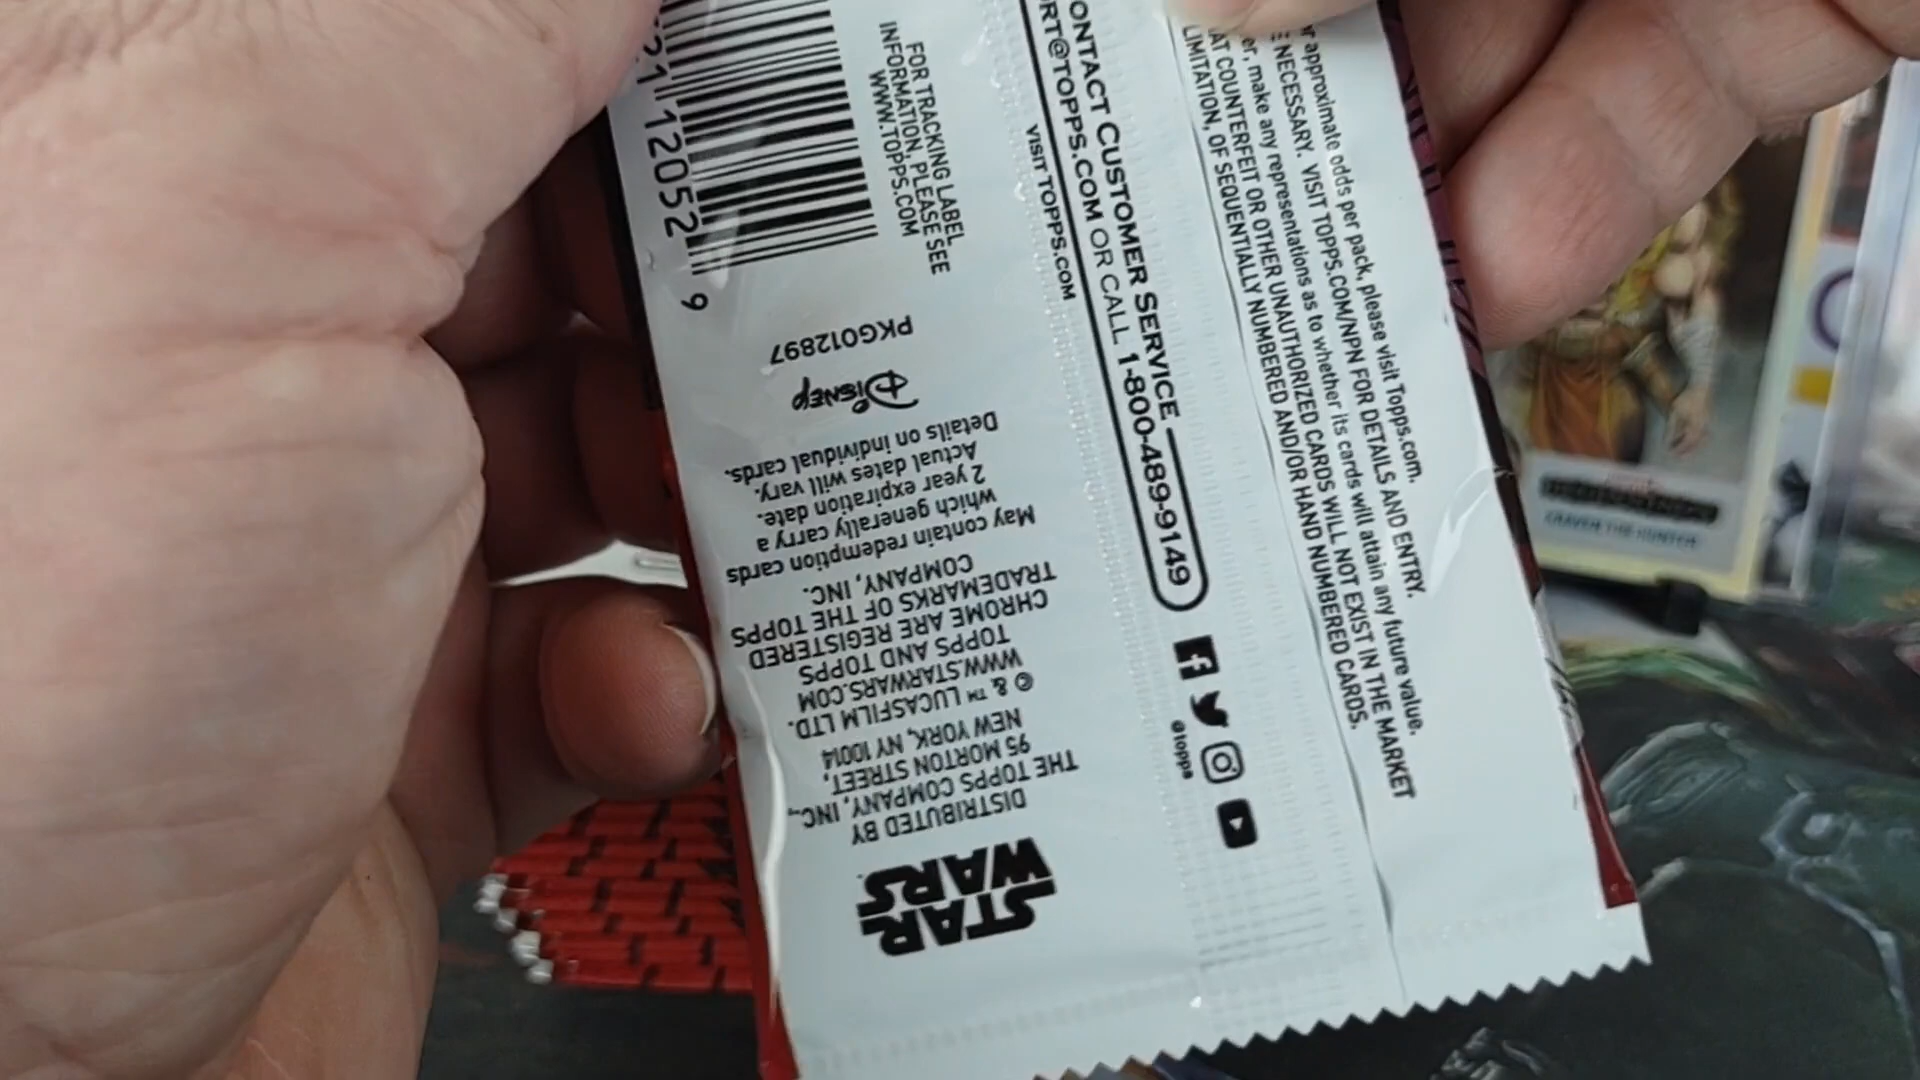 21 12052 9
FOR TRACKING LABEL
INFORMATION, PLEASE SEE
WWW.TOPPS.COM
PKG012897
Disney
May contain redemption cards
which generally carry a
2 year expiration date.
Actual dates will vary.
Details on individual cards.
STAR
WARS
DISTRIBUTED BY
THE TOPPS COMPANY, INC.,
95 MORTON STREET,
NEW YORK, NY 10014
© & ™ LUCASFILM LTD.
WWW.STARWARS.COM
TOPPS AND TOPPS
CHROME ARE REGISTERED
TRADEMARKS OF THE TOPPS
COMPANY, INC.
ONTACT CUSTOMER SERVICE
RT@TOPPS.COM OR CALL 1-800-489-9149
VISIT TOPPS.COM
@topps
approximate odds per pack, please visit Topps.com.
NECESSARY. VISIT TOPPS.COM/NPN FOR DETAILS AND ENTRY.
er, make any representations as to whether its cards will attain any future value.
AT COUNTERFEIT OR OTHER UNAUTHORIZED CARDS WILL NOT EXIST IN THE MARKET
LIMITATION, OF SEQUENTIALLY NUMBERED AND/OR HAND NUMBERED CARDS.